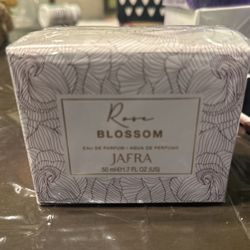 Rose
BLOSSOM
EAU DE PARFUM | AGUA DE PERFUME
JAFRA
50 ml℮/1.7 FL OZ (US)